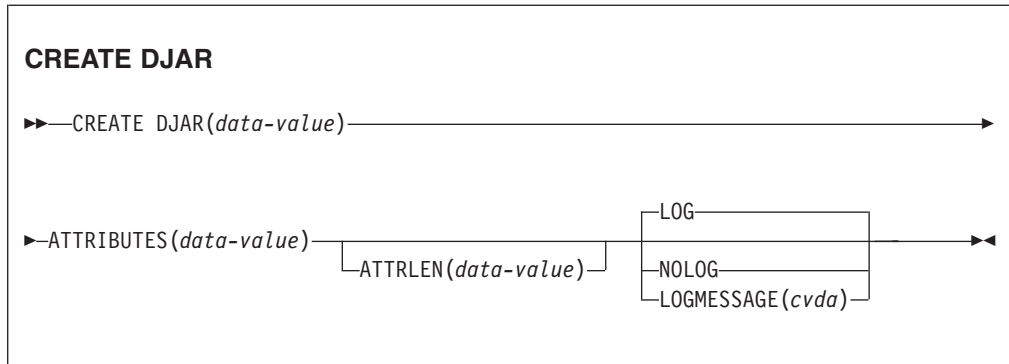 CREATE DJAR
CREATE DJAR(data-value)
LOG
ATTRIBUTES(data-value)
ATTRLEN(data-value)
NOLOG
LOGMESSAGE(cvda)